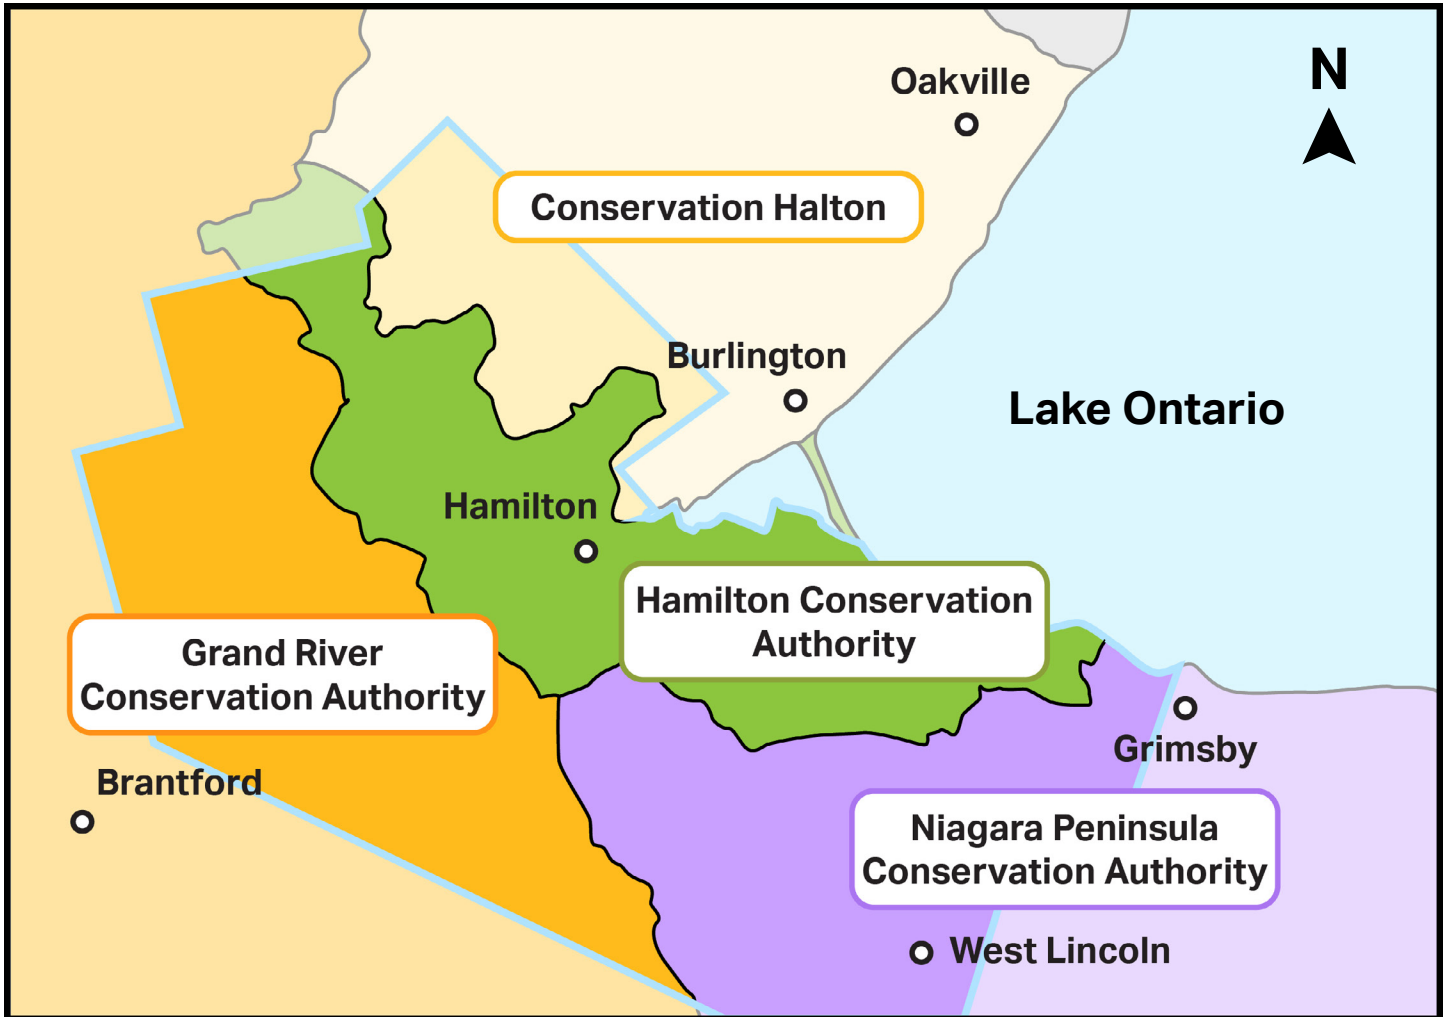 N
Oakville
Conservation Halton
Burlington
Lake Ontario
Hamilton
Hamilton Conservation
Authority
Grand River
Conservation Authority
Grimsby
Brantford
Niagara Peninsula
Conservation Authority
West Lincoln